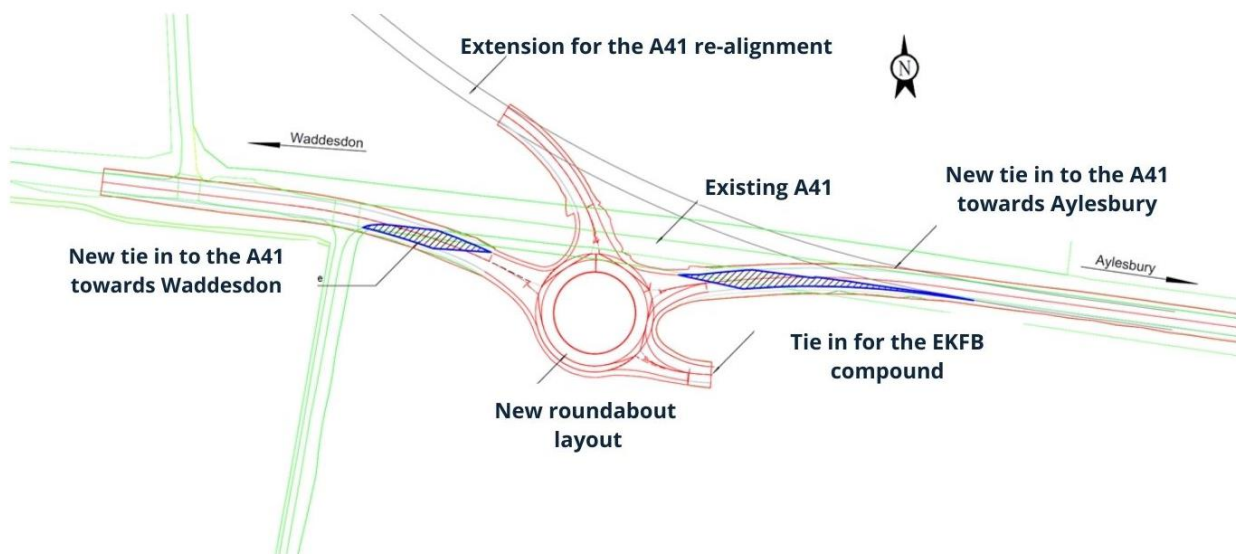 Extension for the A41 re-alignment
N
Waddesdon
Existing A41
New tie in to the A41
towards Aylesbury
New tie in to the A41
towards Waddesdon
e
Aylesbury
Tie in for the EKFB
compound
New roundabout
layout